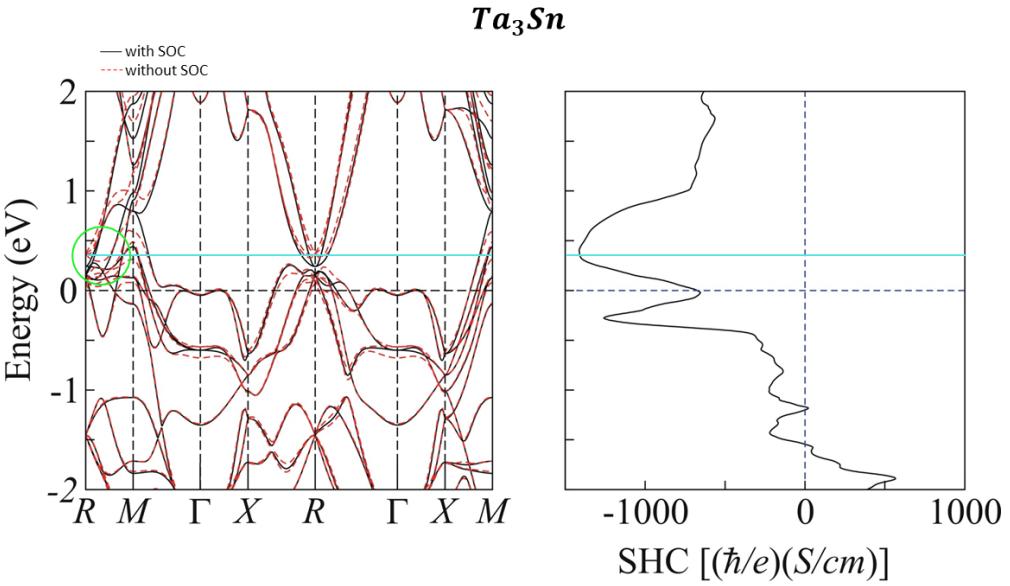 Ta₃Sn
with SOC
without SOC
Energy (eV)
2
1
0
-1
-2
R M Γ X R Γ X M
-1000 0 1000
SHC [(ħ/e)(S/cm)]